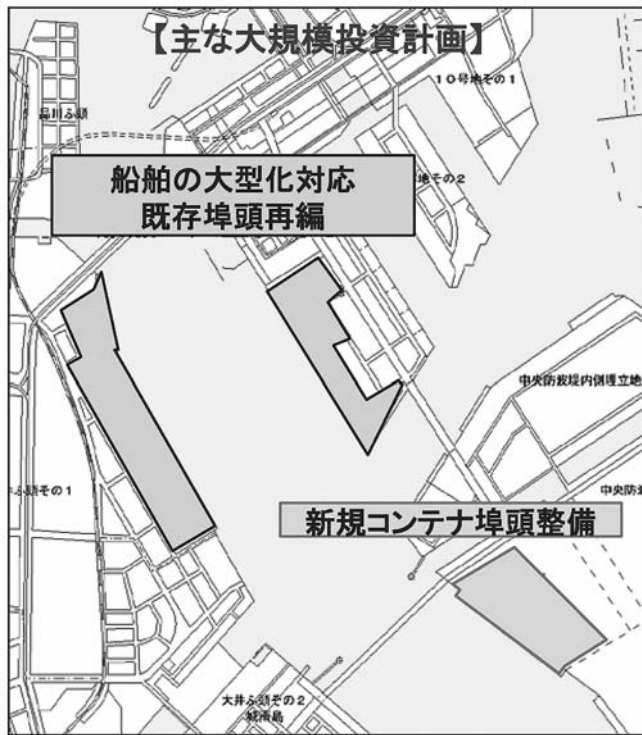 【主な大規模投資計画】
10号地その1
品川ふ頭
船舶の大型化対応
既存埠頭再編
地その2
中央防波堤内側埋立地
ふ頭その1
中央防
新規コンテナ埠頭整備
大井ふ頭その2
城南島